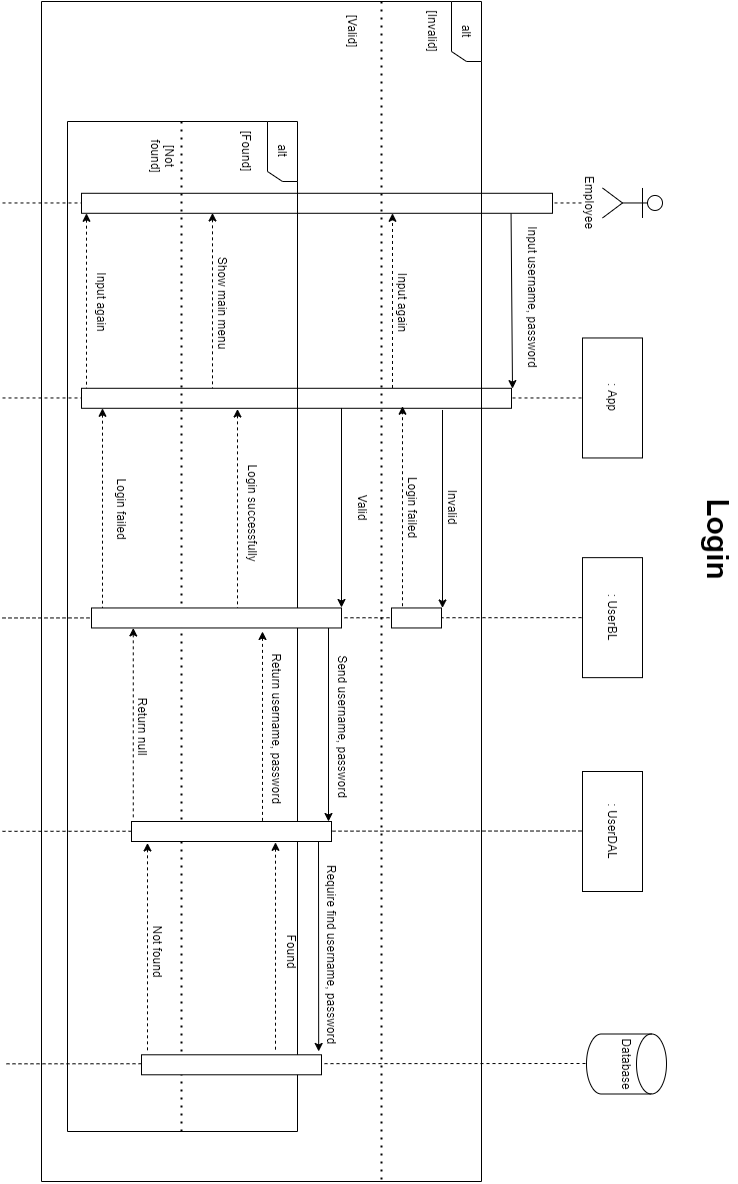 Login
Employee
: App
: UserBL
: UserDAL
Database
Input username, password
alt
[Invalid]
Invalid
Login failed
Input again
[Valid]
Valid
Send username, password
Require find username, password
alt
[Found]
Found
Return username, password
Login successfully
Show main menu
[Not
found]
Not found
Return null
Login failed
Input again